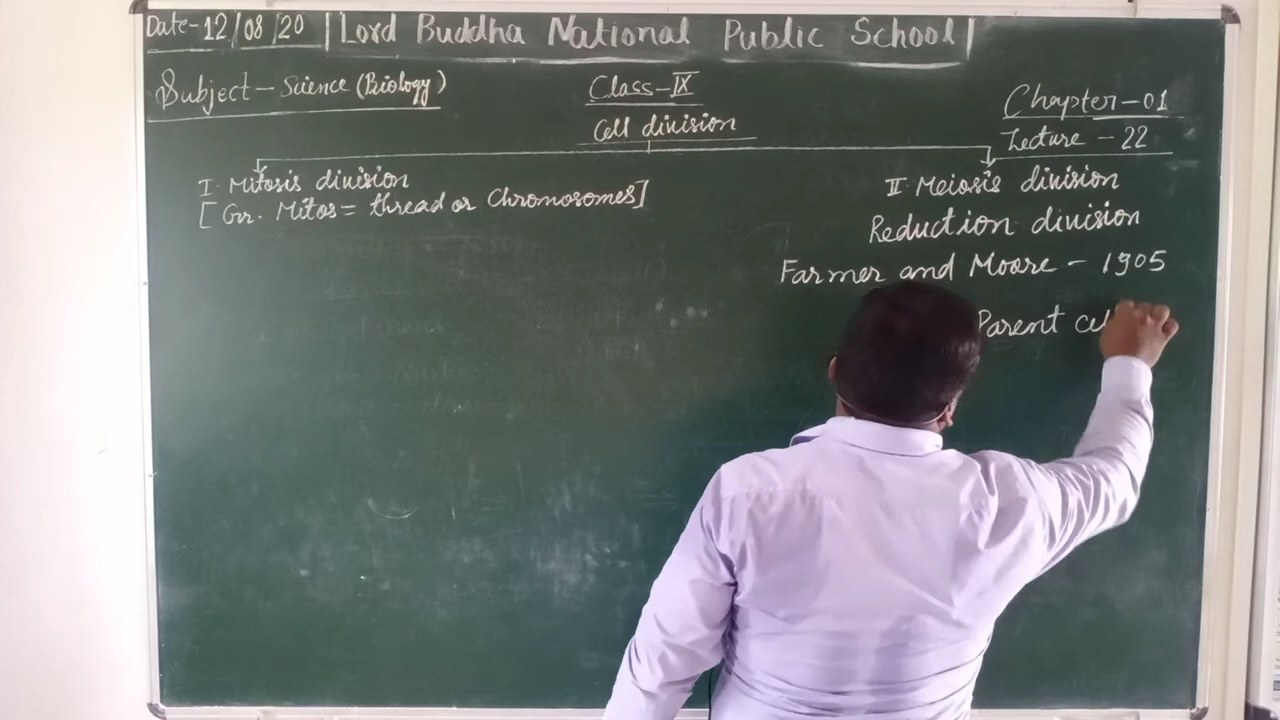 Date-12/08/20 | Lord Buddha National Public School |
Subject - Science (Biology)
Class-IX
Chapter-01
Cell division
Lecture - 22
I Mitosis division
[Gr. Mitos = thread or Chromosomes]
II Meiosis division
Reduction division
Farmer and Moore - 1905
Parent